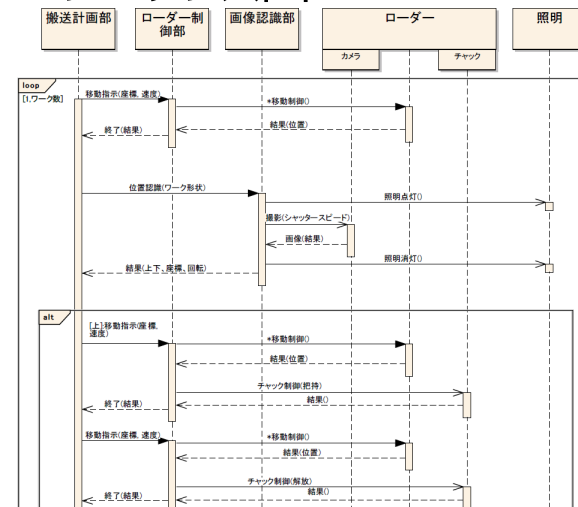 搬送計画部
ローダー制
御部
画像認識部
ローダー
照明
カメラ
チャック
loop
[1,ワーク数]
移動指示(座標, 速度)
*移動制御()
結果(位置)
終了(結果)
位置認識(ワーク形状)
照明点灯()
撮影(シャッタースピード)
画像(結果)
照明消灯()
結果(上下、座標、回転)
alt
[上]:移動指示(座標,
速度)
*移動制御()
結果(位置)
チャック制御(把持)
結果()
終了(結果)
移動指示(座標, 速度)
*移動制御()
結果(位置)
チャック制御(解放)
結果()
終了(結果)